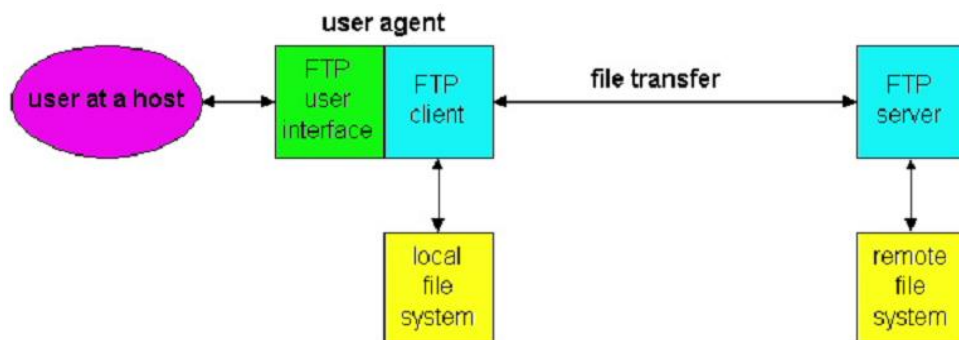 user agent
user at a host
FTP
user
interface
FTP
client
file transfer
FTP
server
local
file
system
remote
file
system